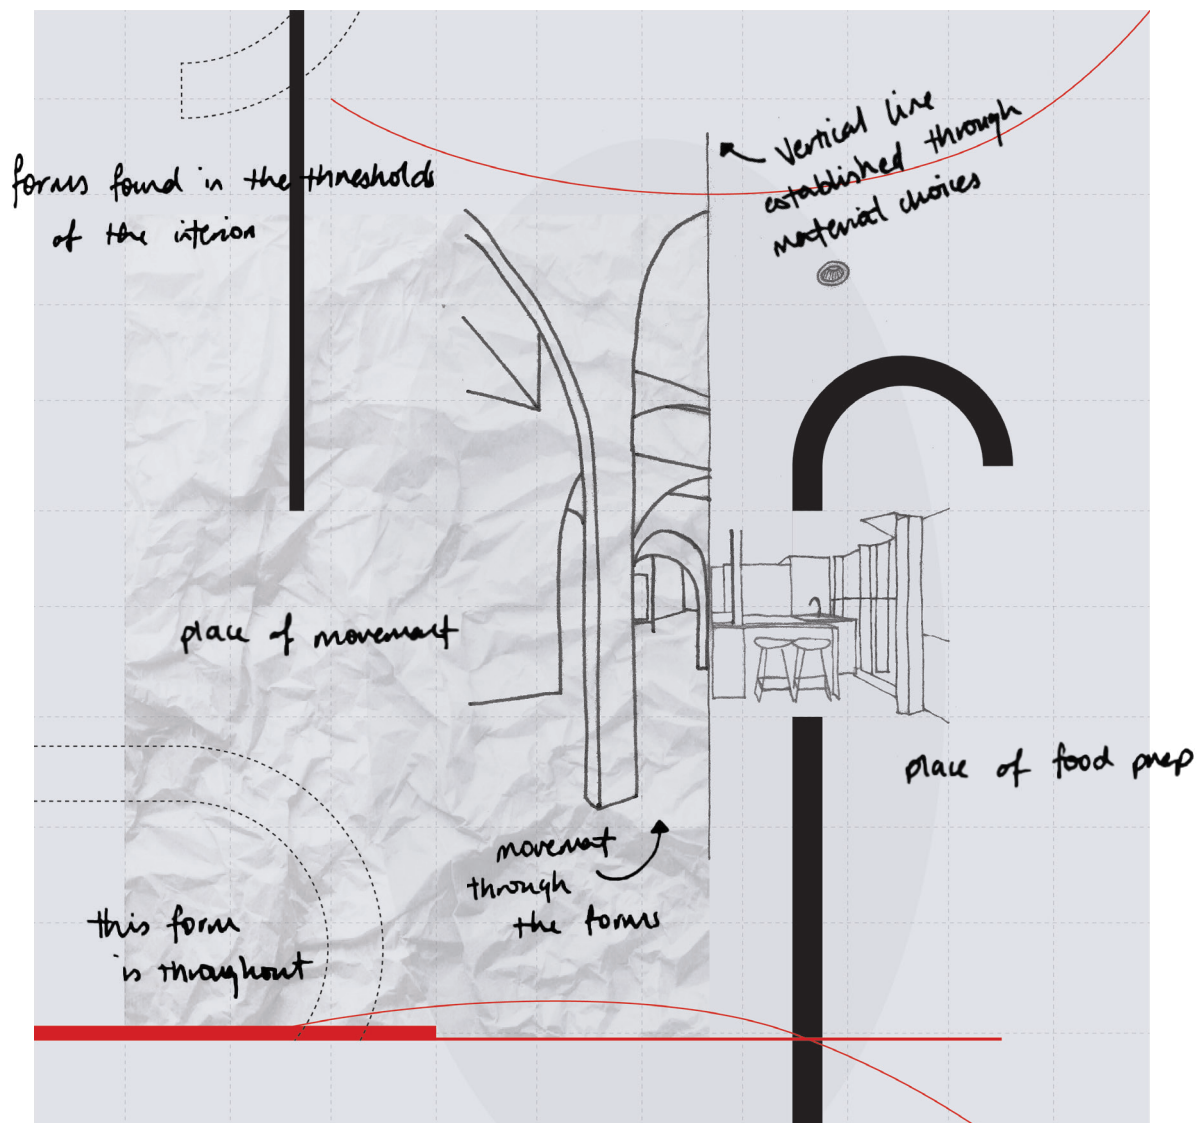 forms found in the thresholds
of the interior
vertical line
established through
material choices
place of movement
place of food prep
movement
through
the forms
this form
is throughout